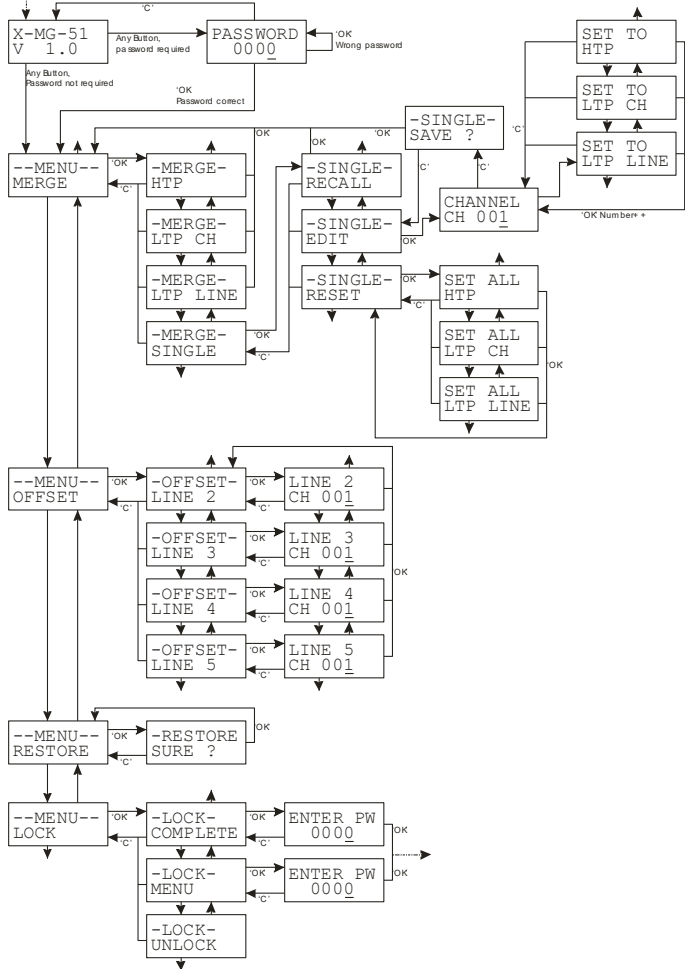 'C'
X-MG-51
V 1.0
Any Button,
password required
PASSWORD
0000
'OK'
Wrong password
Any Button,
Password not required
'OK
Password correct
SET TO
HTP
SET TO
LTP CH
SET TO
LTP LINE
'C'
'OK Number+ +
-SINGLE-
SAVE ?
'OK
'C'
'C'
CHANNEL
CH 001
--MENU--
MERGE
'OK
'C'
-MERGE-
HTP
-MERGE-
LTP CH
-MERGE-
LTP LINE
-MERGE-
SINGLE
'OK
'OK
'OK
'C'
-SINGLE-
RECALL
-SINGLE-
EDIT
OK
-SINGLE-
RESET
'OK'
'C'
SET ALL
HTP
SET ALL
LTP CH
SET ALL
LTP LINE
'OK
--MENU--
OFFSET
'OK
'C'
-OFFSET-
LINE 2
'OK
'C'
LINE 2
CH 001
-OFFSET-
LINE 3
'OK
'C'
LINE 3
CH 001
'OK
-OFFSET-
LINE 4
'OK
'C'
LINE 4
CH 001
-OFFSET-
LINE 5
'OK
'C'
LINE 5
CH 001
--MENU--
RESTORE
'OK
'C'
-RESTORE
SURE ?
'OK
--MENU--
LOCK
'OK
'C'
-LOCK-
COMPLETE
'OK
'C'
ENTER PW
0000
'OK
-LOCK-
MENU
'OK
'C'
ENTER PW
0000
'OK
-LOCK-
UNLOCK